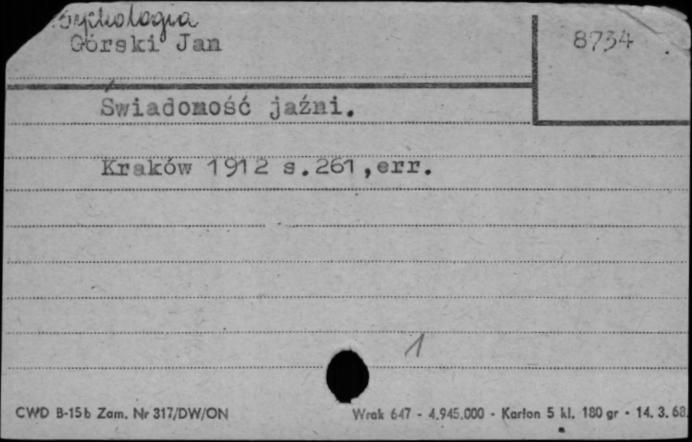 Psychologia
Górski Jan
8734
Świadomość jaźni.
Kraków 1912 s.261,err.
1
CWD B-15b Zam. Nr 317/DW/ON
Wrak 647 - 4.945.000 - Karton 5 kl. 180 gr - 14. 3. 68